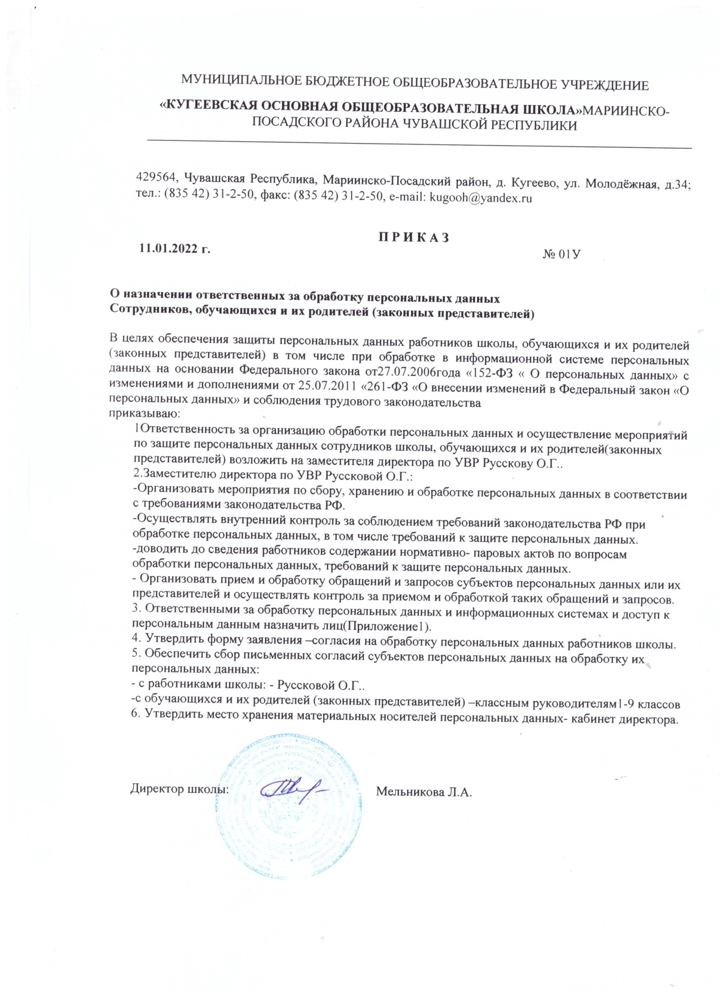 МУНИЦИПАЛЬНОЕ БЮДЖЕТНОЕ ОБЩЕОБРАЗОВАТЕЛЬНОЕ УЧРЕЖДЕНИЕ
«КУГЕЕВСКАЯ ОСНОВНАЯ ОБЩЕОБРАЗОВАТЕЛЬНАЯ ШКОЛА»МАРИИНСКО-
ПОСАДСКОГО РАЙОНА ЧУВАШСКОЙ РЕСПУБЛИКИ
429564, Чувашская Республика, Мариинско-Посадский район, д. Кугеево, ул. Молодёжная, д.34;
тел.: (835 42) 31-2-50, факс: (835 42) 31-2-50, e-mail: kugooh@yandex.ru
П Р И К А З
11.01.2022 г.
№ 01У
О назначении ответственных за обработку персональных данных
Сотрудников, обучающихся и их родителей (законных представителей)
В целях обеспечения защиты персональных данных работников школы, обучающихся и их родителей
(законных представителей) в том числе при обработке в информационной системе персональных
данных на основании Федерального закона от27.07.2006года «152-ФЗ « О персональных данных» с
изменениями и дополнениями от 25.07.2011 «261-ФЗ «О внесении изменений в Федеральный закон «О
персональных данных» и соблюдения трудового законодательства
приказываю:
1Ответственность за организацию обработки персональных данных и осуществление мероприятий
по защите персональных данных сотрудников школы, обучающихся и их родителей(законных
представителей) возложить на заместителя директора по УВР Русскову О.Г..
2.Заместителю директора по УВР Руссковой О.Г.:
-Организовать мероприятия по сбору, хранению и обработке персональных данных в соответствии
с требованиями законодательства РФ.
-Осуществлять внутренний контроль за соблюдением требований законодательства РФ при
обработке персональных данных, в том числе требований к защите персональных данных.
-доводить до сведения работников содержании нормативно- паровых актов по вопросам
обработки персональных данных, требований к защите персональных данных.
- Организовать прием и обработку обращений и запросов субъектов персональных данных или их
представителей и осуществлять контроль за приемом и обработкой таких обращений и запросов.
3. Ответственными за обработку персональных данных и информационных системах и доступ к
персональным данным назначить лиц(Приложение1).
4. Утвердить форму заявления –согласия на обработку персональных данных работников школы.
5. Обеспечить сбор письменных согласий субъектов персональных данных на обработку их
персональных данных:
- с работниками школы: - Руссковой О.Г..
-с обучающихся и их родителей (законных представителей) –классным руководителям1-9 классов
6. Утвердить место хранения материальных носителей персональных данных- кабинет директора.
Директор школы:
Мельникова Л.А.